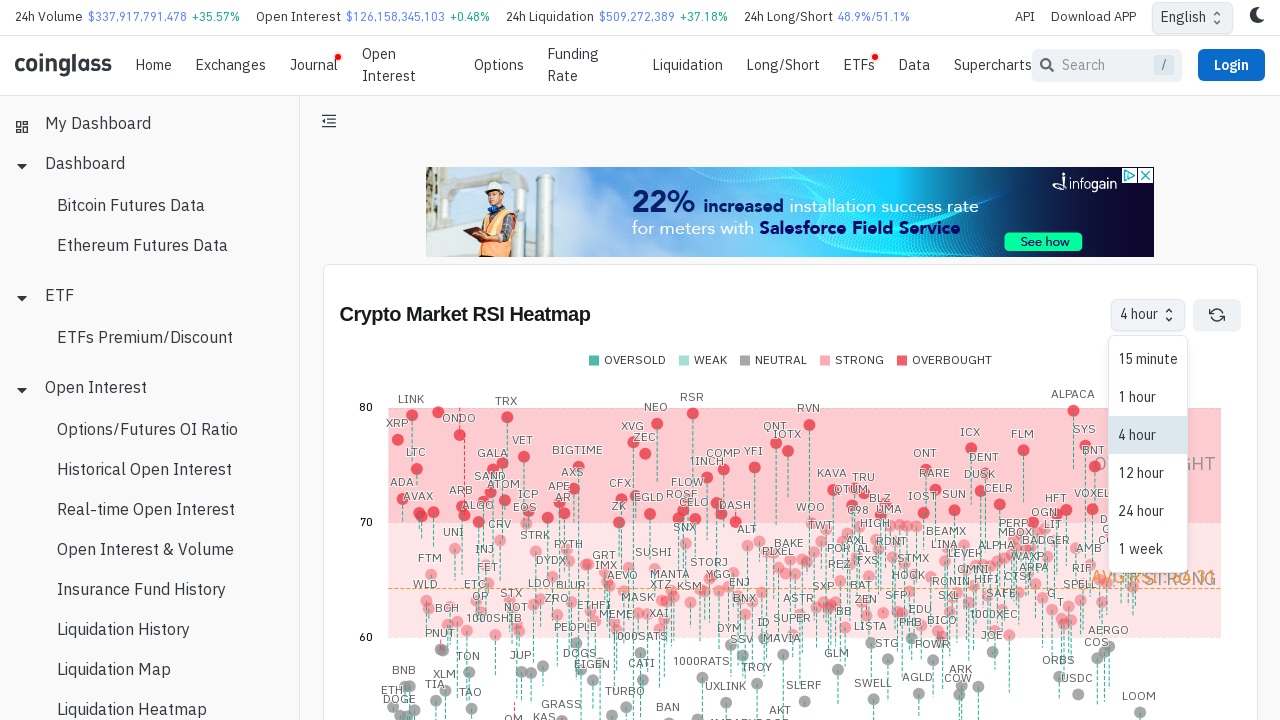 24h Volume $337,917,791,478 +35.57% Open Interest $126,158,345,103 +0.48% 24h Liquidation $509,272,389 +37.18% 24h Long/Short 48.9%/51.1% API Download APP English
coinglass Home Exchanges Journal Open Interest Options Funding Rate Liquidation Long/Short ETFs Data Supercharts Search / Login
My Dashboard
Dashboard
Bitcoin Futures Data
Ethereum Futures Data
ETF
ETFs Premium/Discount
Open Interest
Options/Futures OI Ratio
Historical Open Interest
Real-time Open Interest
Open Interest & Volume
Insurance Fund History
Liquidation History
Liquidation Map
Liquidation Heatmap
22% increased installation success rate
for meters with Salesforce Field Service
infogain
See how
Crypto Market RSI Heatmap
4 hour
15 minute
1 hour
4 hour
12 hour
24 hour
1 week
OVERSOLD WEAK NEUTRAL STRONG OVERBOUGHT
80
70
60
LINK
TRX
RSR
NEO
RVN
ALPACA
XRP
ONDO
XVG
ZEC
QNT
IOTX
ICX
FLM
SYS
LTC
GALA
VET
BIGTIME
1INCH
COMP
YFI
ONT
DENT
BNT
ADA
AVAX
ARB
SAND
ATOM
ALGO
ICP
EOS
APE
AR
AXS
CFX
ZK
EGLD
FLOW
ROSE
CELO
DASH
KAVA
QTUM
TRU
BLZ
UMA
RARE
IOST
SUN
DUSK
CELR
HFT
OGN
VOXEL
UNI
CRV
STRK
SNX
ALT
WOO
TWT
C98
HIGH
BEAMX
LINA
PERP
MBOX
LIT
BADGER
AMB
FTM
INJ
FET
DYDX
PYTH
GRT
IMX
SUSHI
STORJ
YGG
PIXEL
BAKE
AXL
RDNT
STMX
LEVER
ALPHA
WAXP
ARPA
RIF
WLD
ETC
OP
STX
LDO
BLUR
ZRO
AEVO
XTZ
MANTA
MASK
KSM
ENJ
BNX
ASTR
SXP
REZ
BAT
ZEN
HOOK
SFP
RONIN
OMNI
HIFI
CTSI
SKL
SAFE
SPELL
BCH
1000SHIB
NOT
PEOPLE
ETHFI
MEME
XAI
1000SATS
DYM
ID
SUPER
BB
LISTA
EDU
PHB
BICO
1000XEC
G
PNUT
TON
JUP
DOGS
EIGEN
CATI
1000RATS
SSV
TROY
MAVIA
GLM
STG
HOWR
JOE
AERGO
COS
BNB
ETH
DOGE
XLM
TIA
TAO
GRASS
KAS
TURBO
BAN
UXLINK
SLERF
AKT
SWELL
AGLD
ARK
COW
ORBS
USDC
LOOM